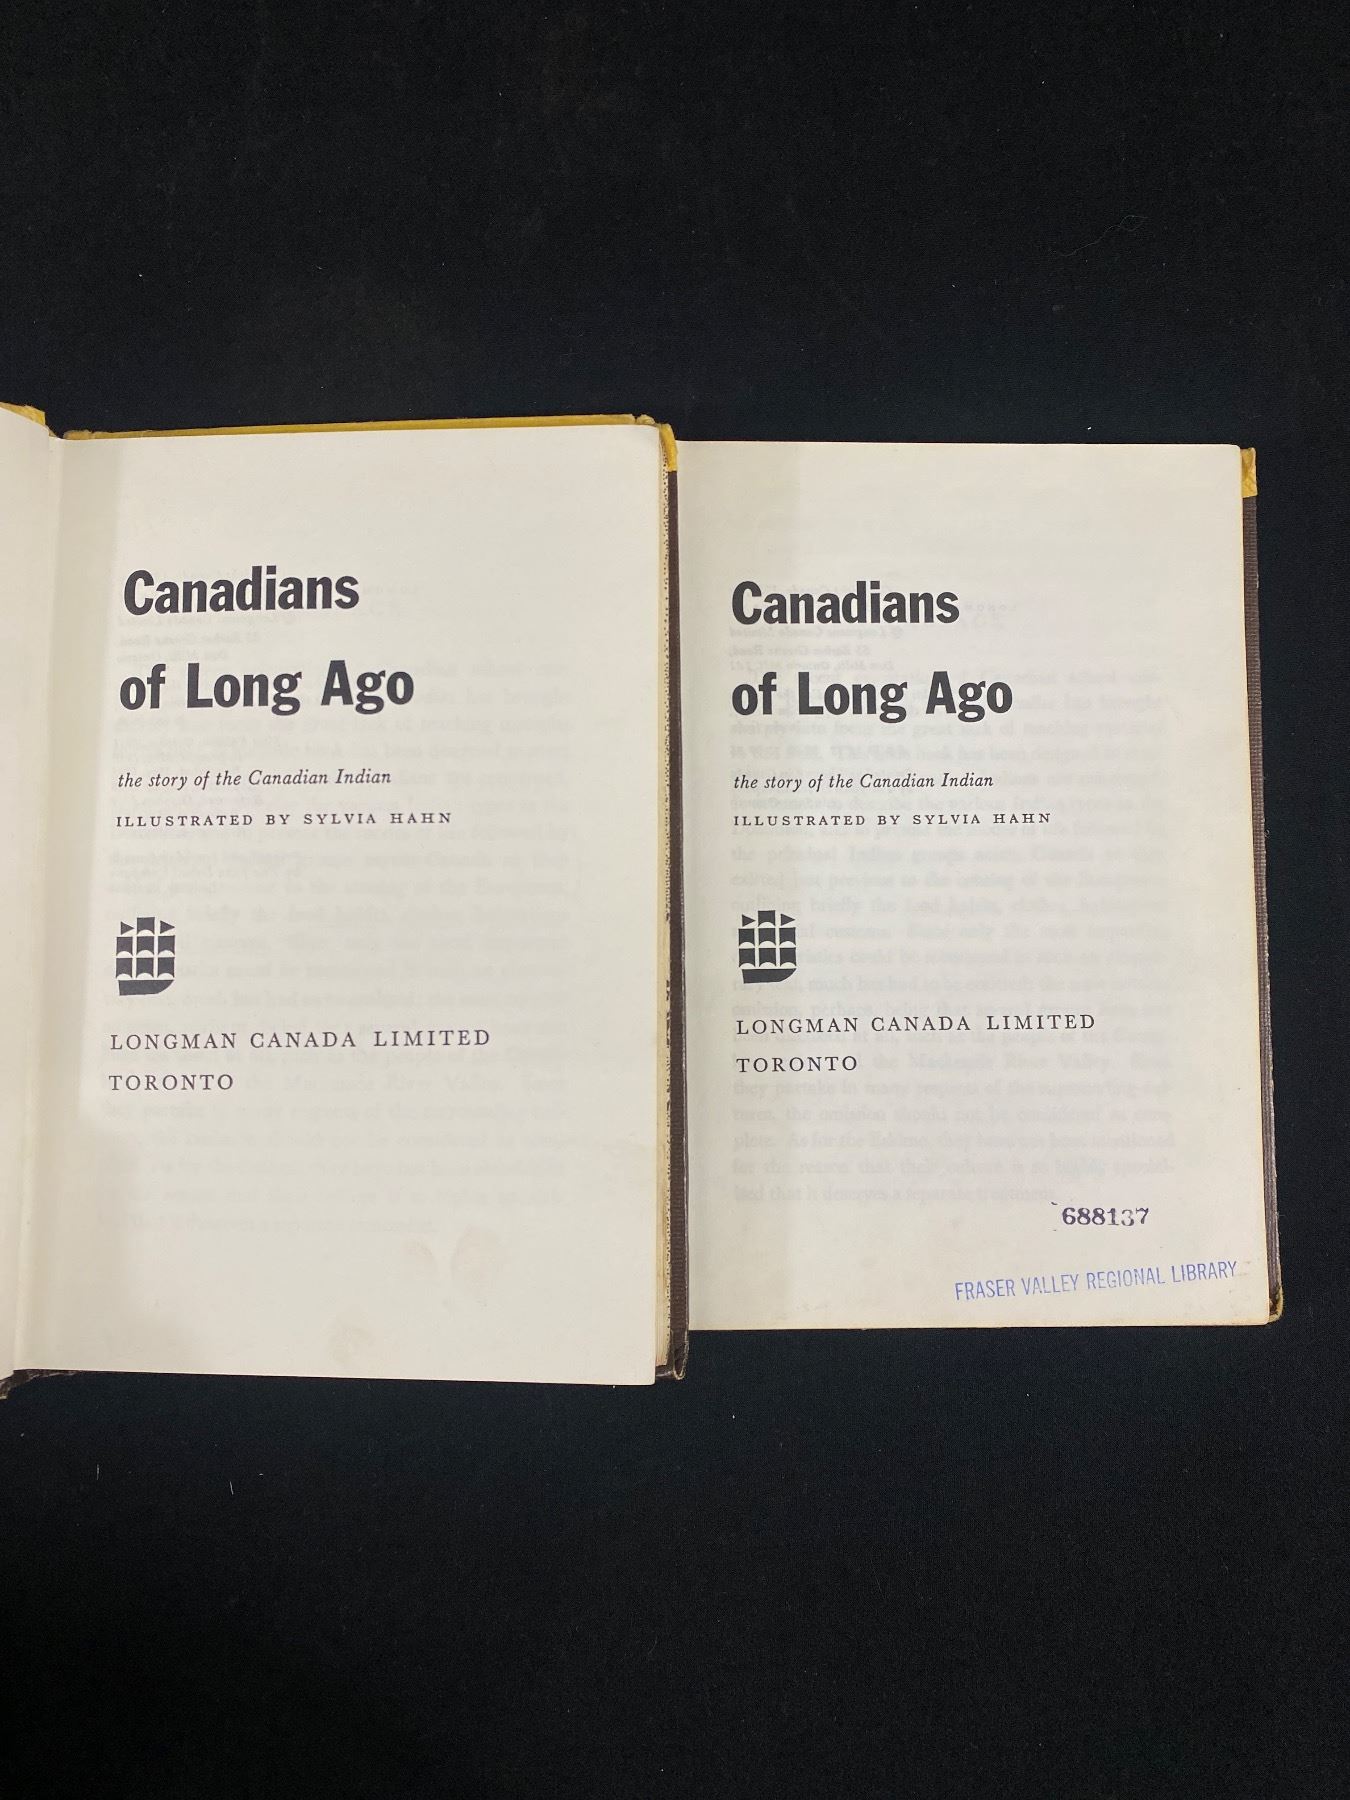 Canadians
of Long Ago
the story of the Canadian Indian
ILLUSTRATED BY SYLVIA HAHN
LONGMAN CANADA LIMITED
TORONTO
Canadians
of Long Ago
the story of the Canadian Indian
ILLUSTRATED BY SYLVIA HAHN
LONGMAN CANADA LIMITED
TORONTO
688137
FRASER VALLEY REGIONAL LIBRARY